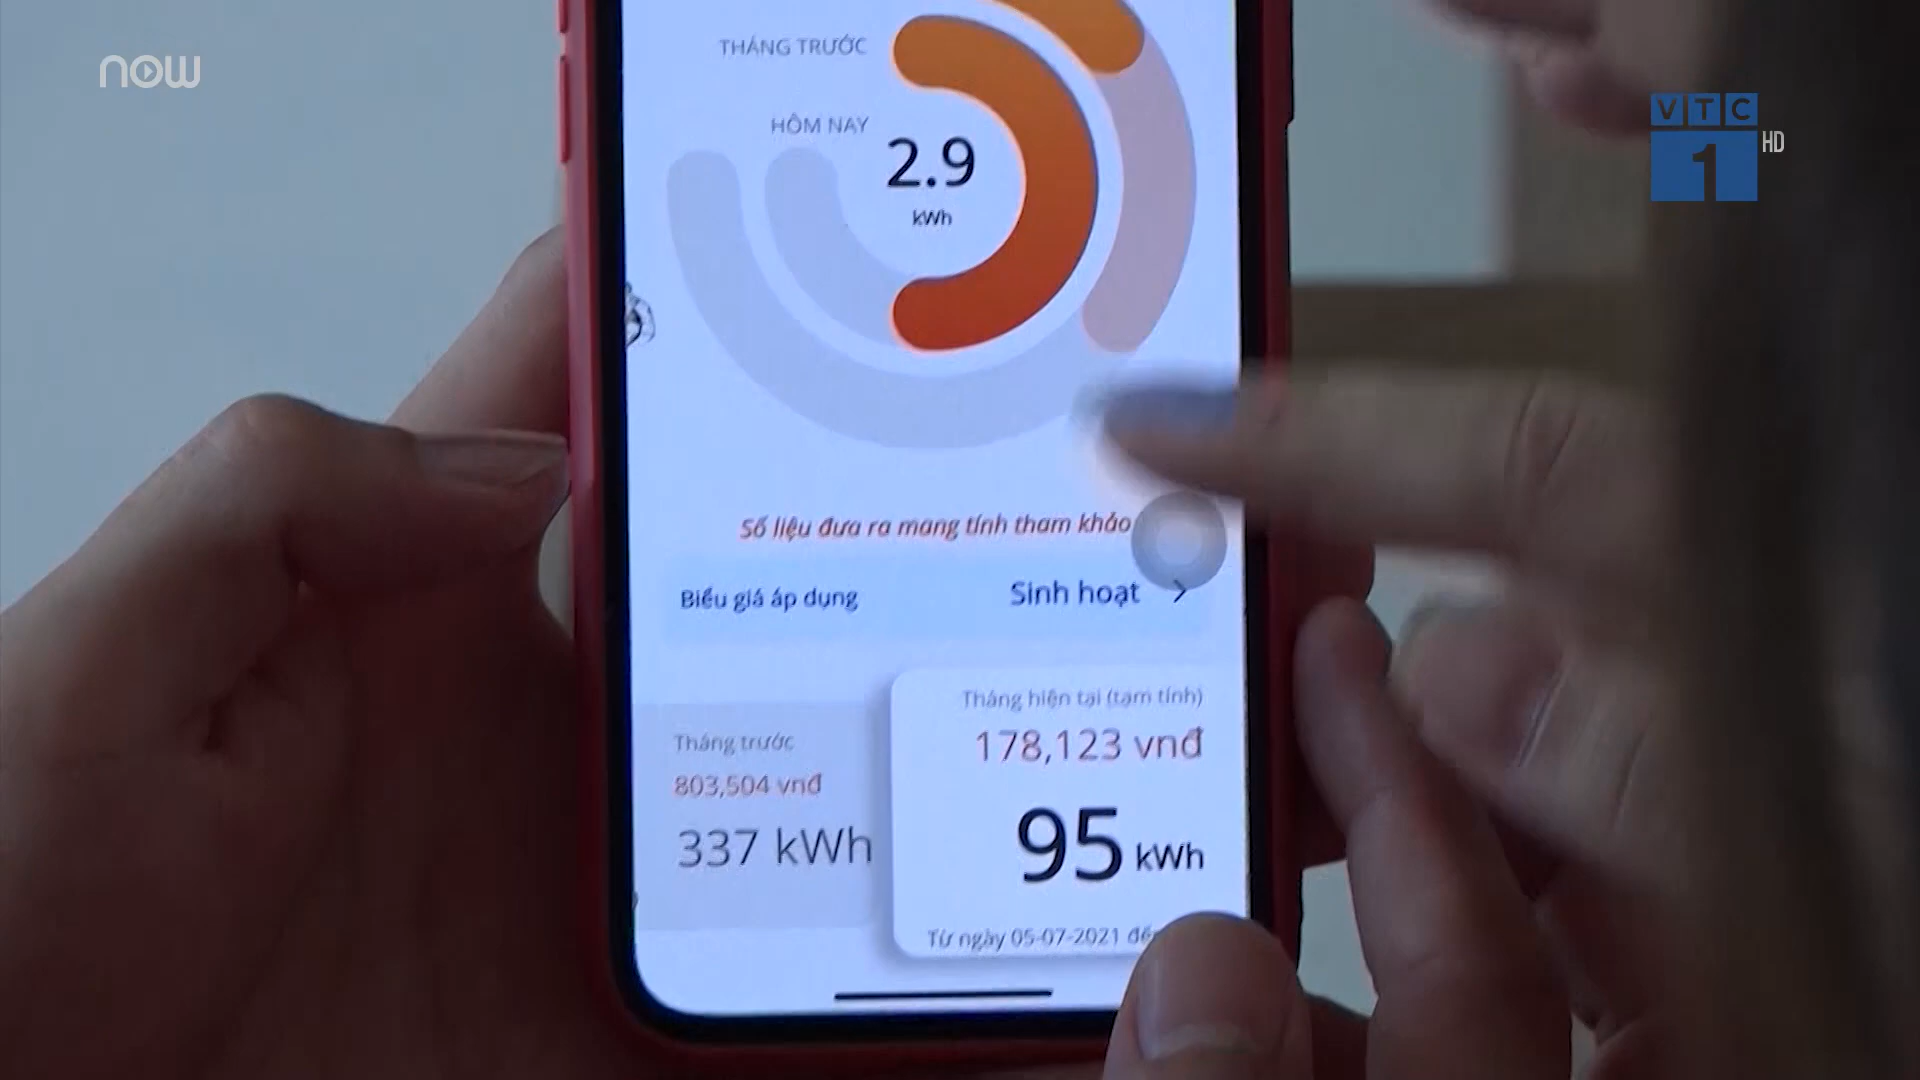 now
VTC
1 HD
THÁNG TRƯỚC
HÔM NAY
2.9
kWh
Số liệu đưa ra mang tính tham khảo
Biểu giá áp dụng
Sinh hoạt
Tháng trước
803,504 vnđ
337 kWh
Tháng hiện tại (tạm tính)
178,123 vnđ
95 kWh
Từ ngày 05-07-2021